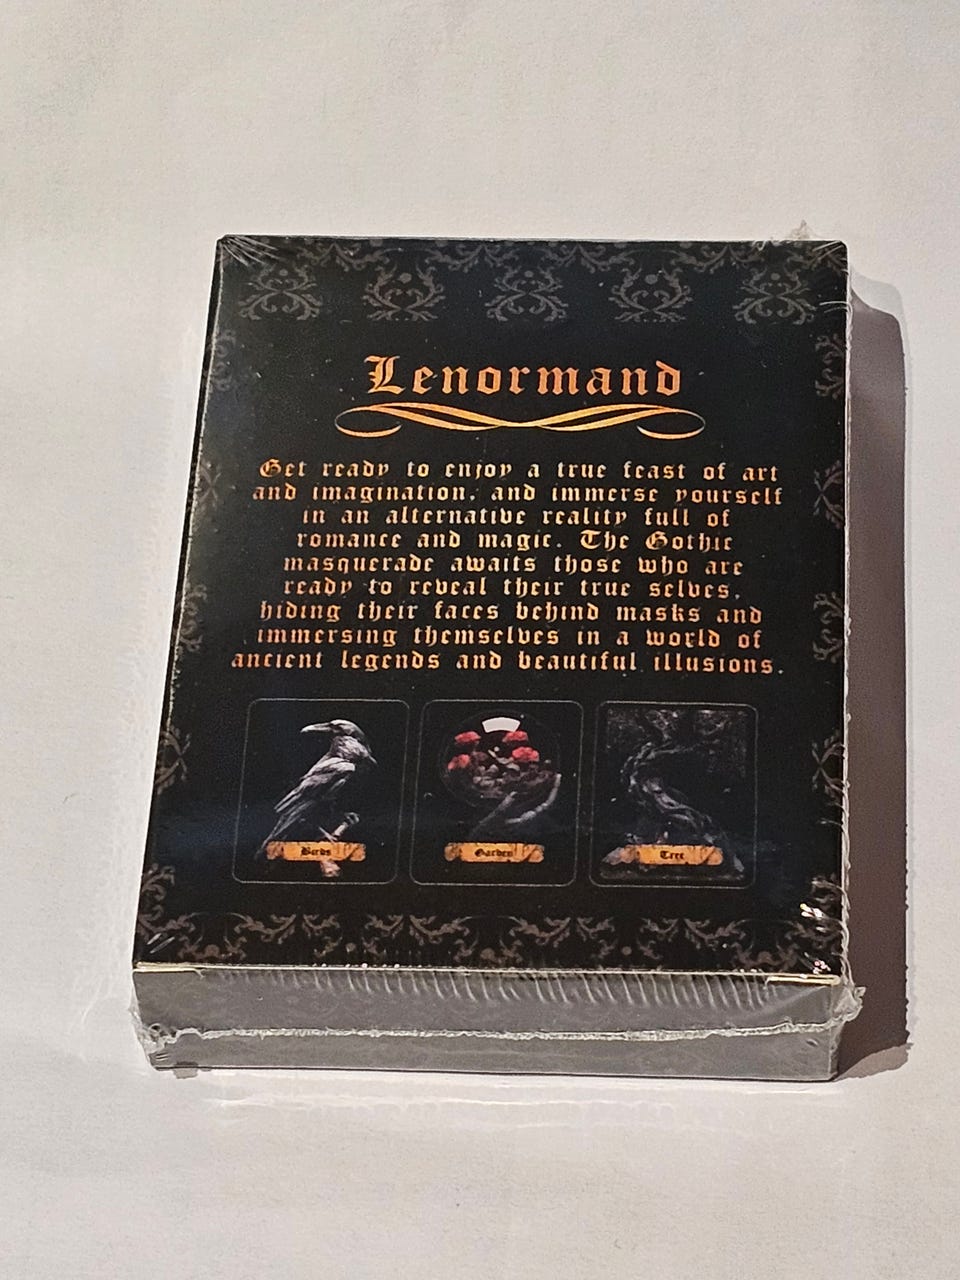 Lenormand
Get ready to enjoy a true feast of art
and imagination, and immerse yourself
in an alternative reality full of
romance and magic. The Gothic
masquerade awaits those who are
ready to reveal their true selves,
hiding their faces behind masks and
immersing themselves in a world of
ancient legends and beautiful illusions.
Birds Garden Tree